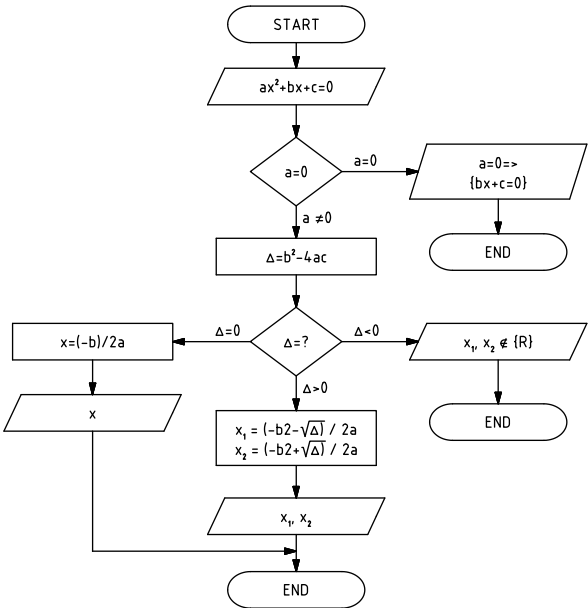 START
ax²+bx+c=0
a=0
a=0
a=0=>
{bx+c=0}
END
a ≠0
Δ=b²-4ac
Δ=?
Δ=0
x=(-b)/2a
x
Δ<0
x₁, x₂ ∉ {R}
END
Δ>0
x₁ = (-b2-√Δ) / 2a
x₂ = (-b2+√Δ) / 2a
x₁, x₂
END